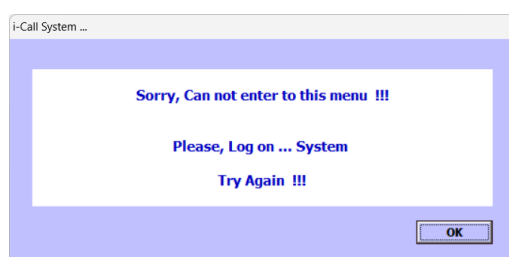 i-Call System ...
Sorry, Can not enter to this menu  !!!
Please, Log on ... System
Try Again  !!!
OK